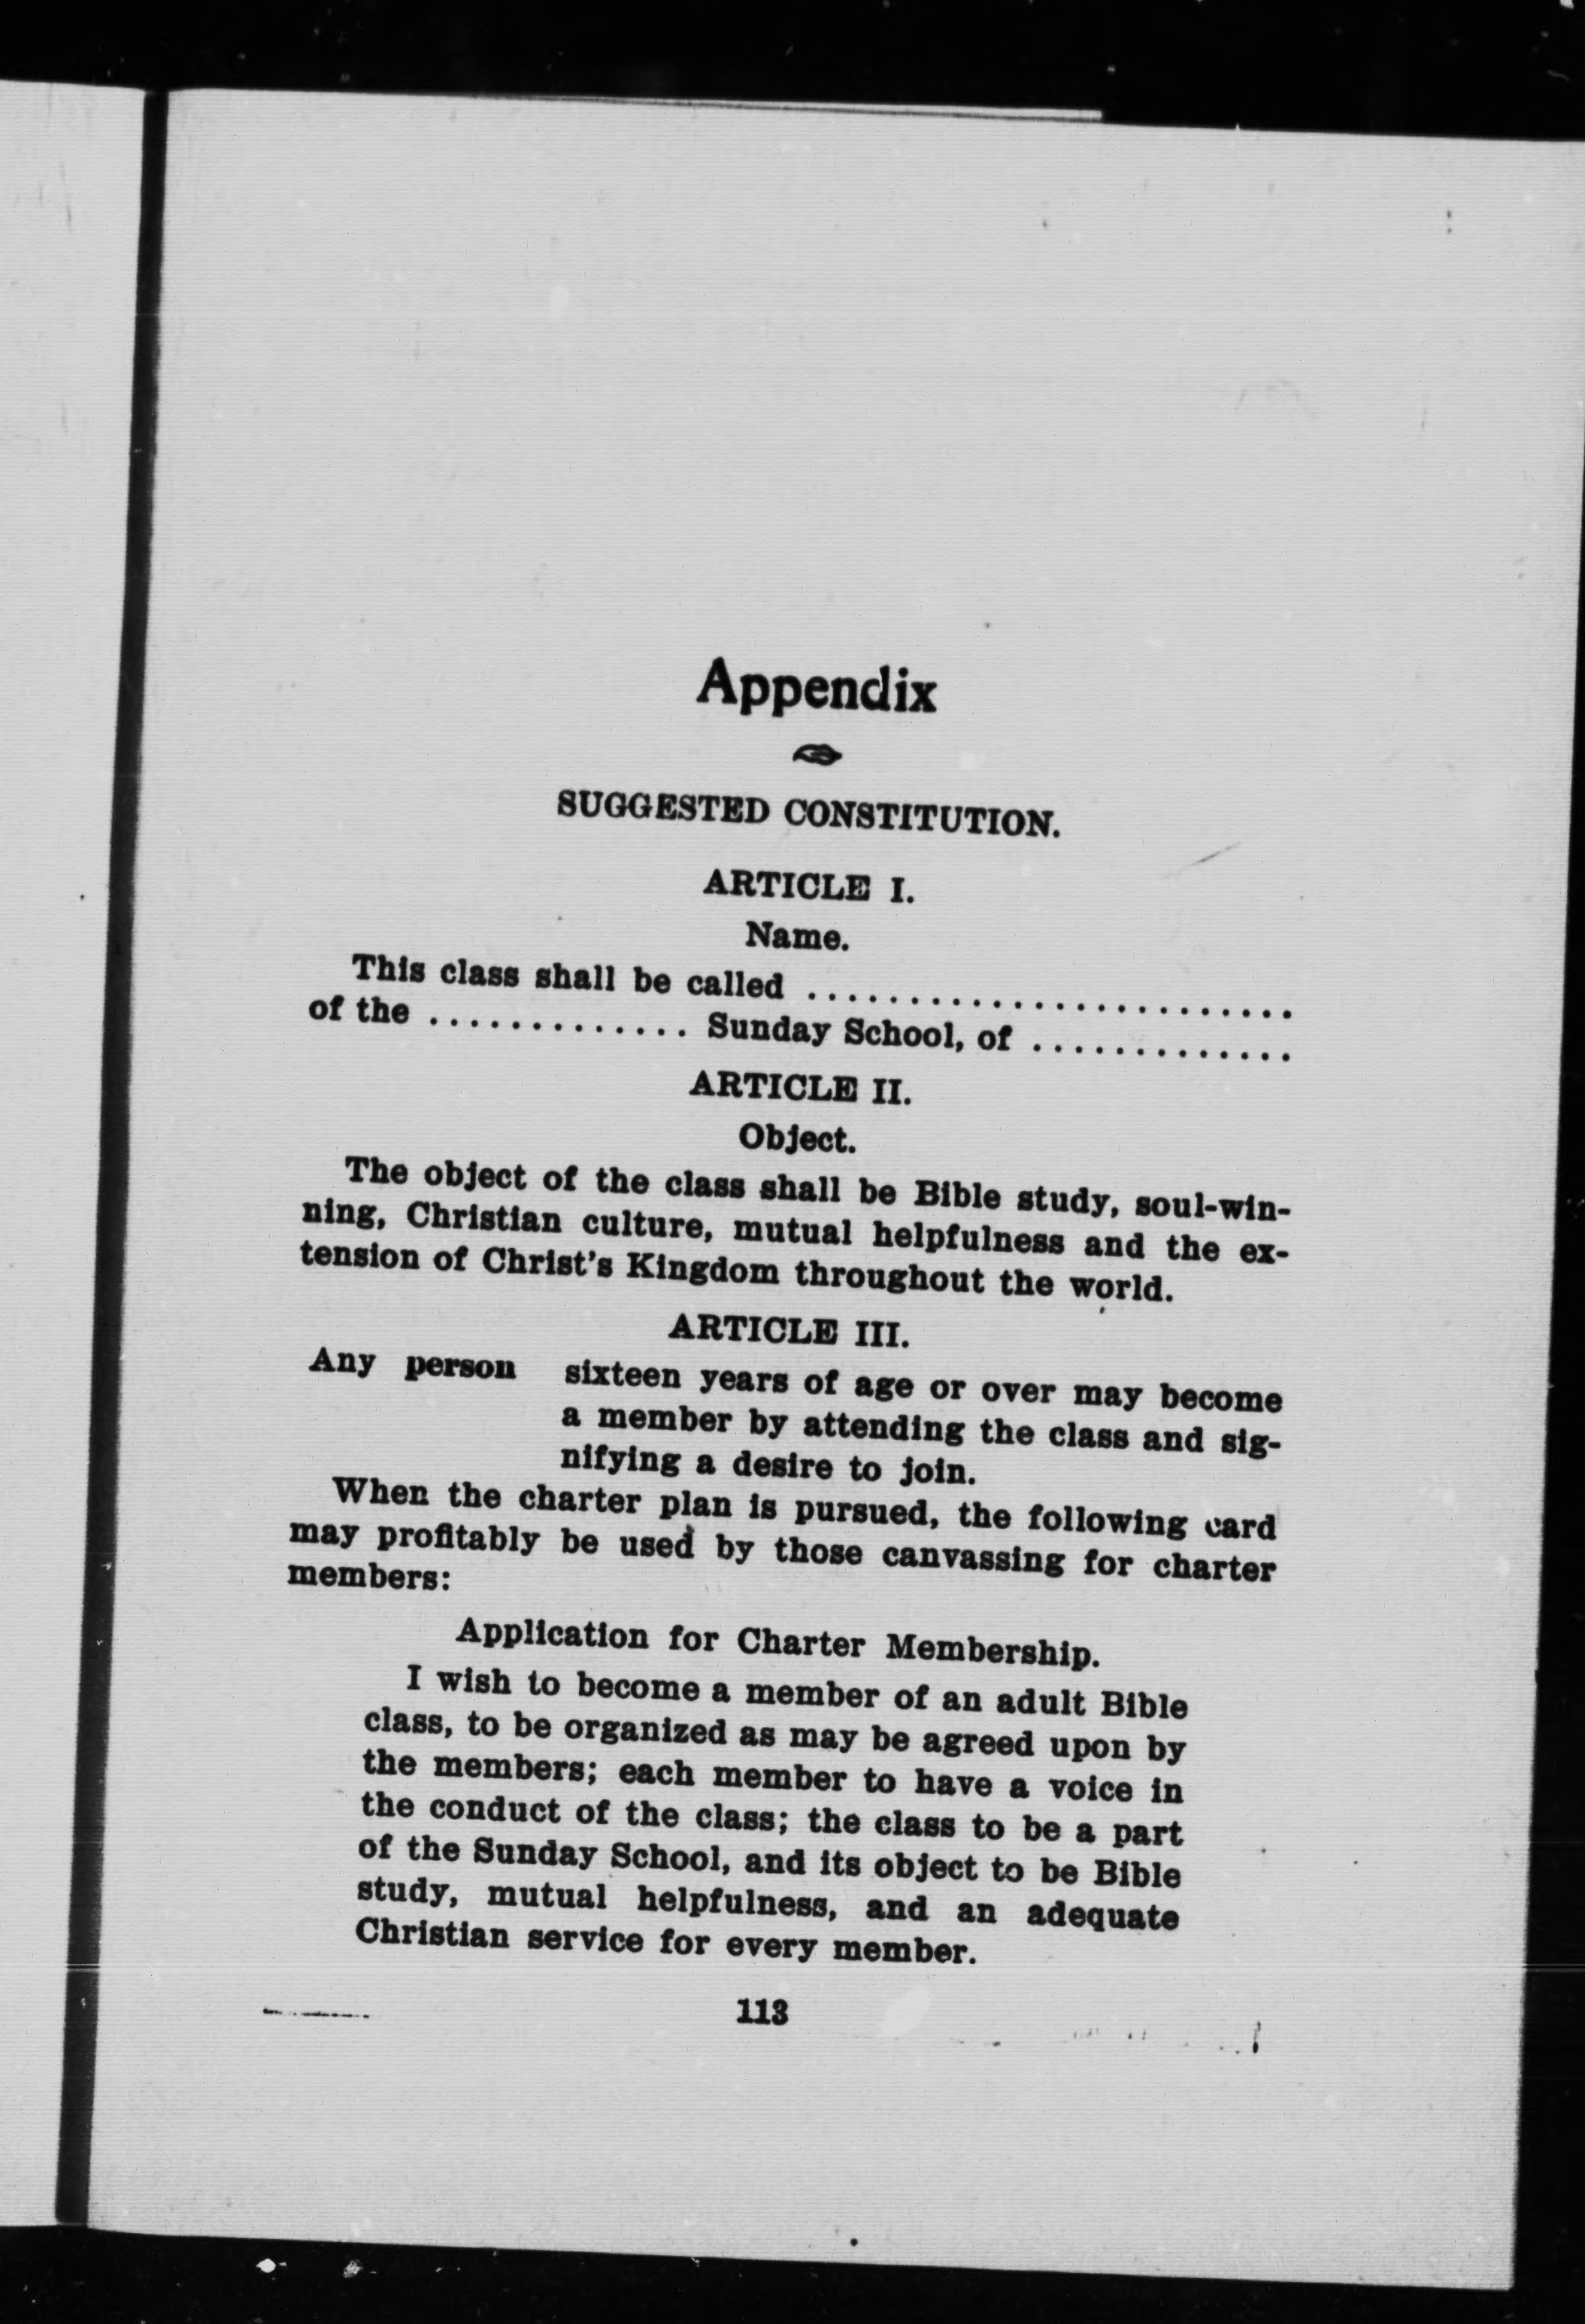 Appendix
SUGGESTED CONSTITUTION.
ARTICLE I.
Name.
This class shall be called ........................
of the ............. Sunday School, of .............
ARTICLE II.
Object.
The object of the class shall be Bible study, soul-win-
ning, Christian culture, mutual helpfulness and the ex-
tension of Christ's Kingdom throughout the world.
ARTICLE III.
Any person sixteen years of age or over may become
a member by attending the class and sig-
nifying a desire to join.
When the charter plan is pursued, the following card
may profitably be used by those canvassing for charter
members:
Application for Charter Membership.
I wish to become a member of an adult Bible
class, to be organized as may be agreed upon by
the members; each member to have a voice in
the conduct of the class; the class to be a part
of the Sunday School, and its object to be Bible
study, mutual helpfulness, and an adequate
Christian service for every member.
113